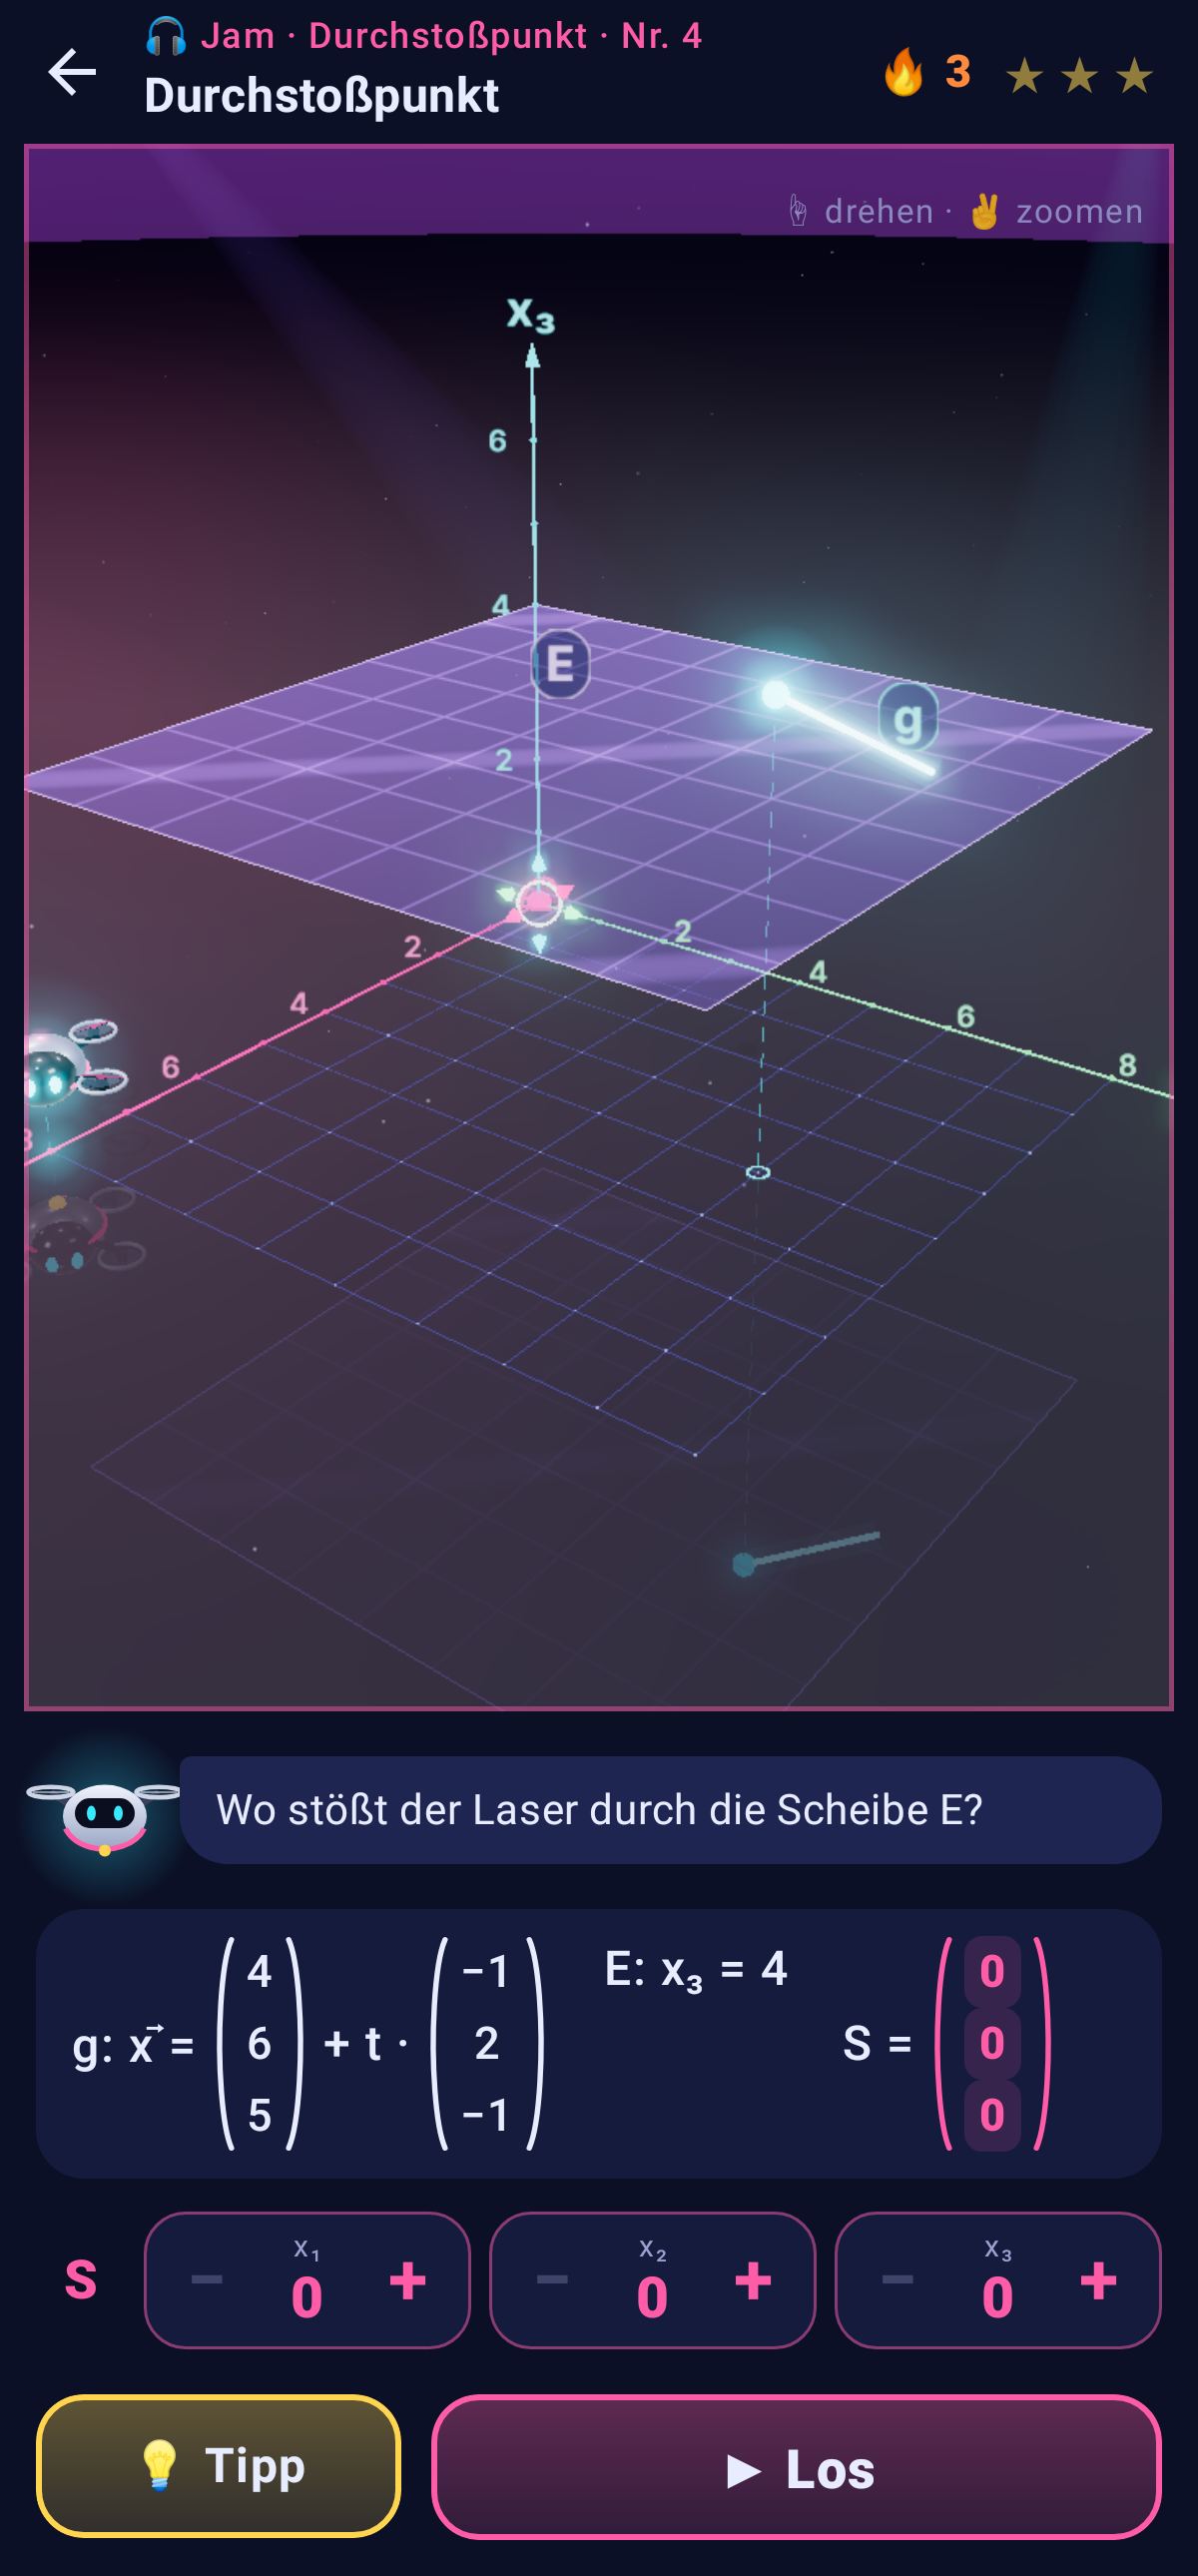 🎧 Jam · Durchstoßpunkt · Nr. 4
Durchstoßpunkt
🔥 3 ★ ★ ★
☝ drehen · ✌ zoomen
x₃
6
4
E
g
2
2
2
4
4
6
6
8
8
Wo stößt der Laser durch die Scheibe E?
g: x⃗ = (4 6 5) + t · (−1 2 −1)
E: x₃ = 4
S = (0 0 0)
S
x₁
− 0 +
x₂
− 0 +
x₃
− 0 +
💡 Tipp
▶ Los